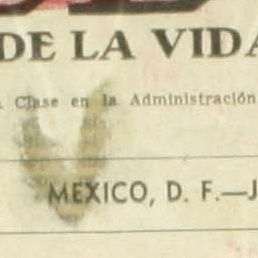 DE LA VIDA
Clase en la Administración
MEXICO, D. F.—J